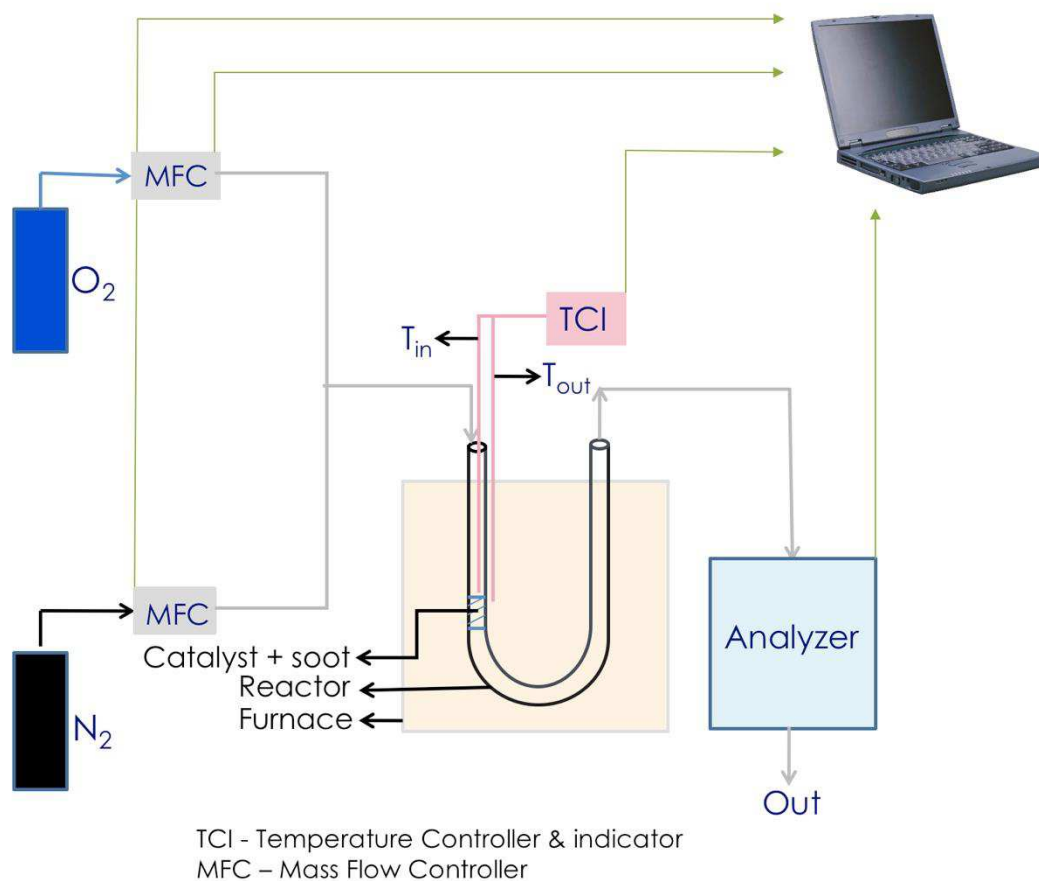 MFC
O2
TCI
Tin
Tout
MFC
Catalyst + soot
Reactor
Furnace
Analyzer
N2
Out
TCI - Temperature Controller & indicator
MFC – Mass Flow Controller